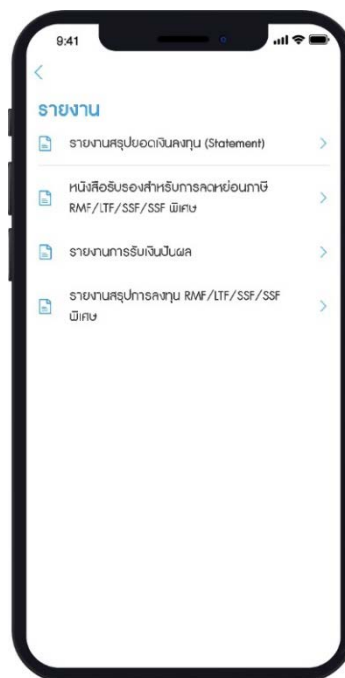 9:41
รายงาน
รายงานสรุปยอดเงินลงทุน (Statement)
หนังสือรับรองสำหรับการลดหย่อนภาษี
RMF/LTF/SSF/SSF พิเศษ
รายงานการรับเงินปันผล
รายงานสรุปการลงทุน RMF/LTF/SSF/SSF
พิเศษ